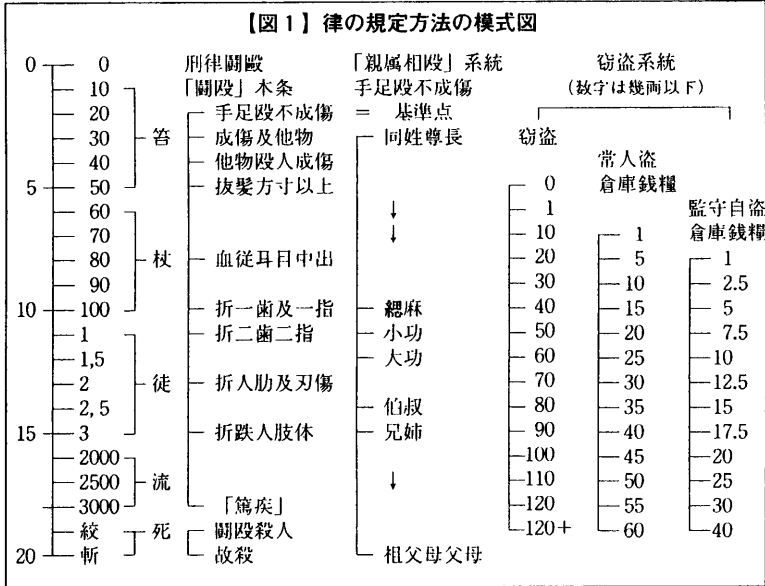 【図1】律の規定方法の模式図
0 0 刑律闘毆 「親属相毆」系統 窃盗系統
10 「闘毆」本条 手足毆不成傷 (数字は幾両以下)
20 手足毆不成傷 = 基準点
30 笞 成傷及他物 同姓尊長 窃盗
40 他物毆人成傷 常人盗
5 50 抜髪方寸以上 0 倉庫銭糧
60 ↓ 1 監守自盗
70 ↓ 10 1 倉庫銭糧
80 杖 血従耳目中出 20 5 1
90 30 10 2.5
10 100 折一歯及一指 緦麻 40 15 5
1 折二歯二指 小功 50 20 7.5
1,5 大功 60 25 10
2 徒 折人肋及刃傷 70 30 12.5
2,5 伯叔 80 35 15
15 3 折跌人肢体 兄姉 90 40 17.5
2000 100 45 20
2500 流 ↓ 110 50 25
3000 「篤疾」 120 55 30
絞 死 闘毆殺人 120+ 60 40
20 斬 故殺 祖父母父母